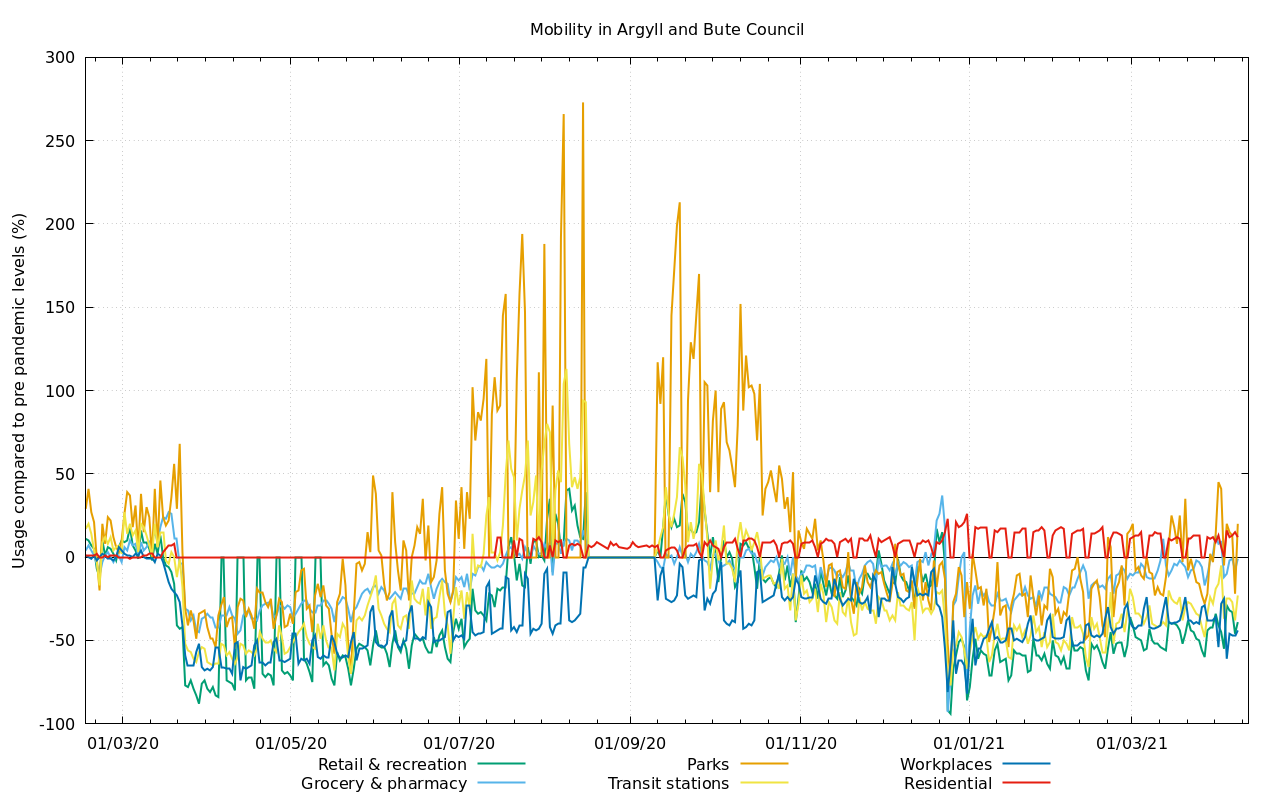 Mobility in Argyll and Bute Council
Usage compared to pre pandemic levels (%)
300
250
200
150
100
50
0
-50
-100
01/03/20 01/05/20 01/07/20 01/09/20 01/11/20 01/01/21 01/03/21
Retail & recreation Parks Workplaces
Grocery & pharmacy Transit stations Residential